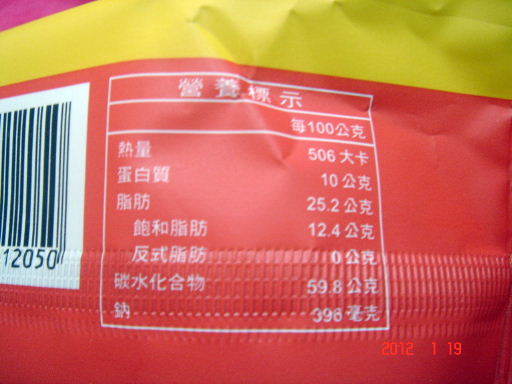 營養標示
每100公克
熱量 506 大卡
蛋白質 10 公克
脂肪 25.2 公克
飽和脂肪 12.4 公克
反式脂肪 0 公克
碳水化合物 59.8 公克
鈉 396 毫克
12050
2012 1 19